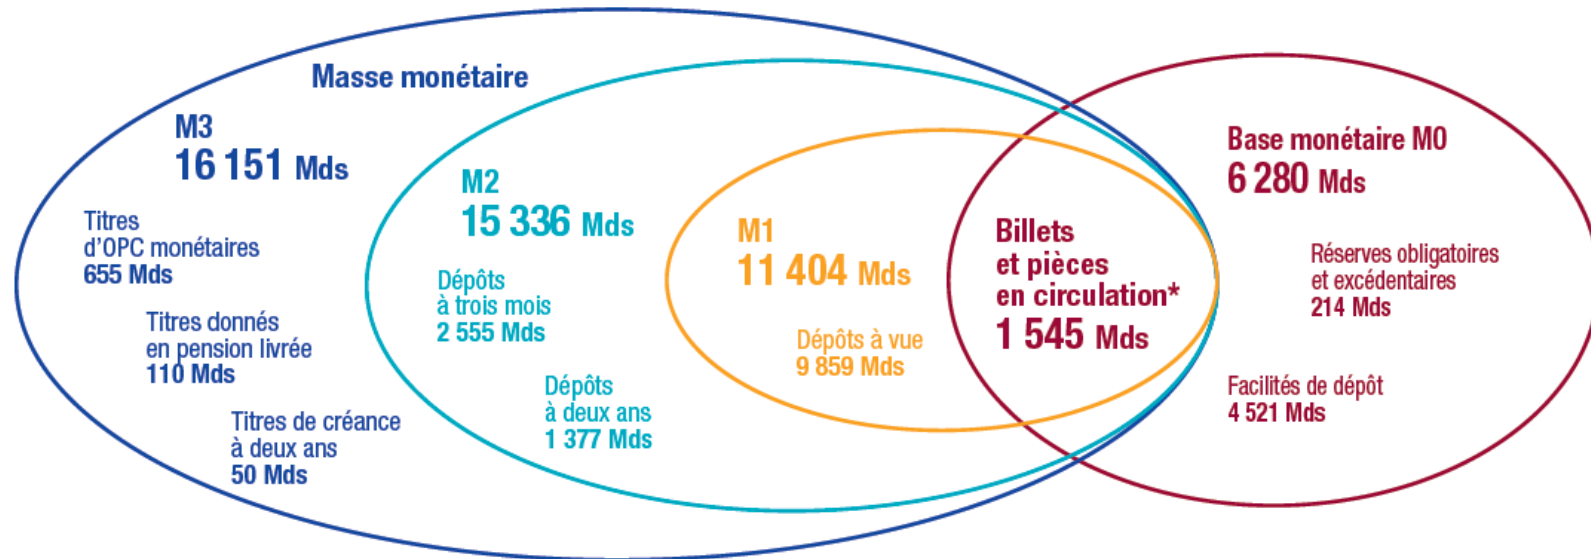 Masse monétaire
M3
16 151 Mds
Titres
d'OPC monétaires
655 Mds
Titres donnés
en pension livrée
110 Mds
Titres de créance
à deux ans
50 Mds
M2
15 336 Mds
Dépôts
à trois mois
2 555 Mds
Dépôts
à deux ans
1 377 Mds
M1
11 404 Mds
Dépôts à vue
9 859 Mds
Billets
et pièces
en circulation*
1 545 Mds
Base monétaire M0
6 280 Mds
Réserves obligatoires
et excédentaires
214 Mds
Facilités de dépôt
4 521 Mds